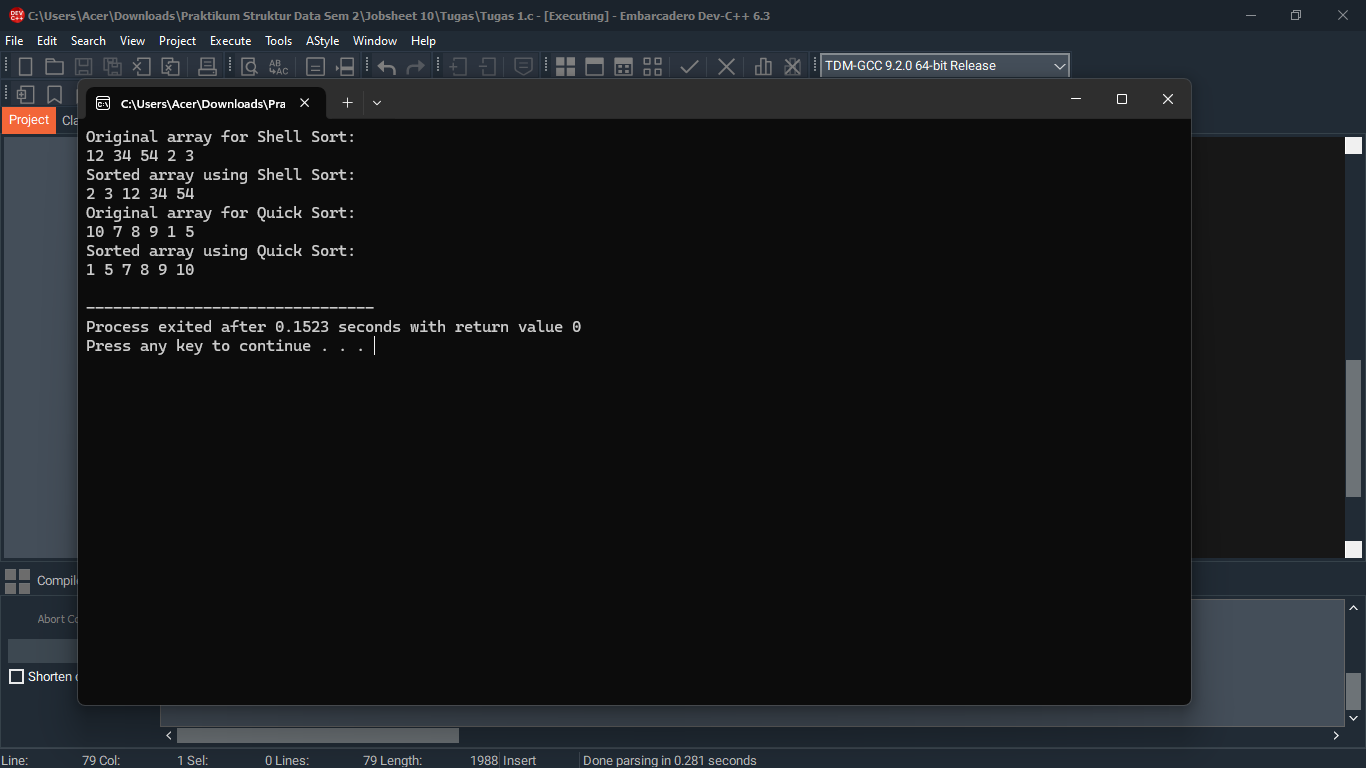 C:\Users\Acer\Downloads\Praktikum Struktur Data Sem 2\Jobsheet 10\Tugas\Tugas 1.c - [Executing] - Embarcadero Dev-C++ 6.3
File Edit Search View Project Execute Tools AStyle Window Help
TDM-GCC 9.2.0 64-bit Release
C:\Users\Acer\Downloads\Pra
Project Cla
Original array for Shell Sort:
12 34 54 2 3
Sorted array using Shell Sort:
2 3 12 34 54
Original array for Quick Sort:
10 7 8 9 1 5
Sorted array using Quick Sort:
1 5 7 8 9 10
--------------------------------
Process exited after 0.1523 seconds with return value 0
Press any key to continue . . .
Compile
Abort Co
Shorten c
Line: 79 Col: 1 Sel: 0 Lines: 79 Length: 1988 Insert Done parsing in 0.281 seconds